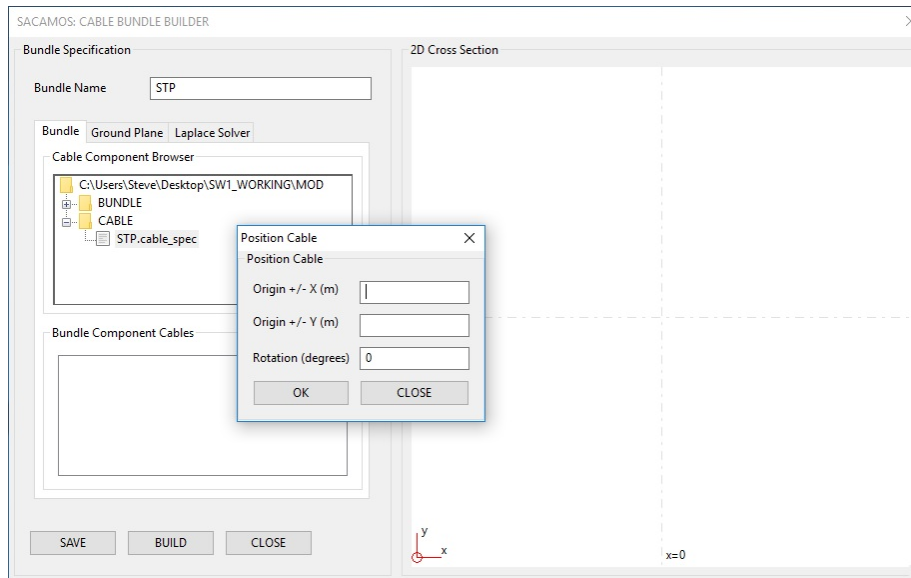 SACAMOS: CABLE BUNDLE BUILDER
Bundle Specification
Bundle Name
STP
Bundle
Ground Plane
Laplace Solver
Cable Component Browser
C:\Users\Steve\Desktop\SW1_WORKING\MOD
BUNDLE
CABLE
STP.cable_spec
Bundle Component Cables
SAVE
BUILD
CLOSE
Position Cable
Position Cable
Origin +/- X (m)
Origin +/- Y (m)
Rotation (degrees)
0
OK
CLOSE
2D Cross Section
y
x
x=0